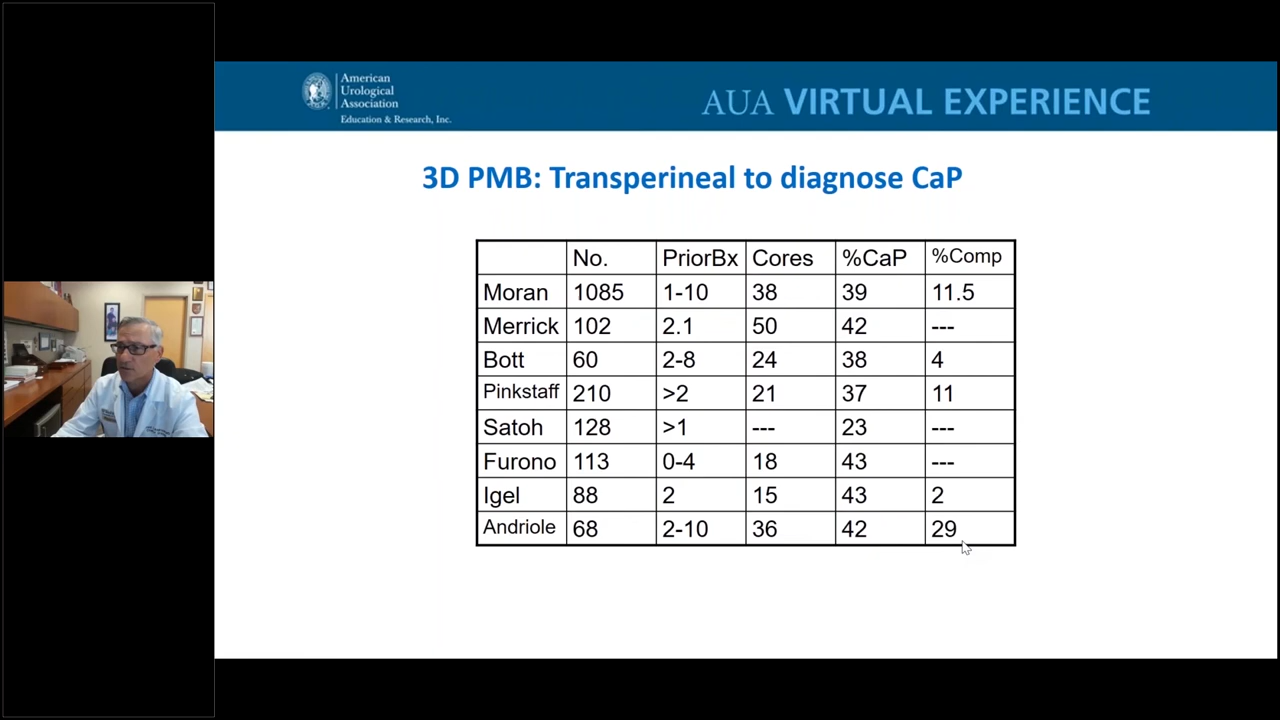 American
Urological
Association
Education & Research, Inc.
AUA VIRTUAL EXPERIENCE
3D PMB: Transperineal to diagnose CaP
No. PriorBx Cores %CaP %Comp
Moran 1085 1-10 38 39 11.5
Merrick 102 2.1 50 42 ---
Bott 60 2-8 24 38 4
Pinkstaff 210 >2 21 37 11
Satoh 128 >1 --- 23 ---
Furono 113 0-4 18 43 ---
Igel 88 2 15 43 2
Andriole 68 2-10 36 42 29